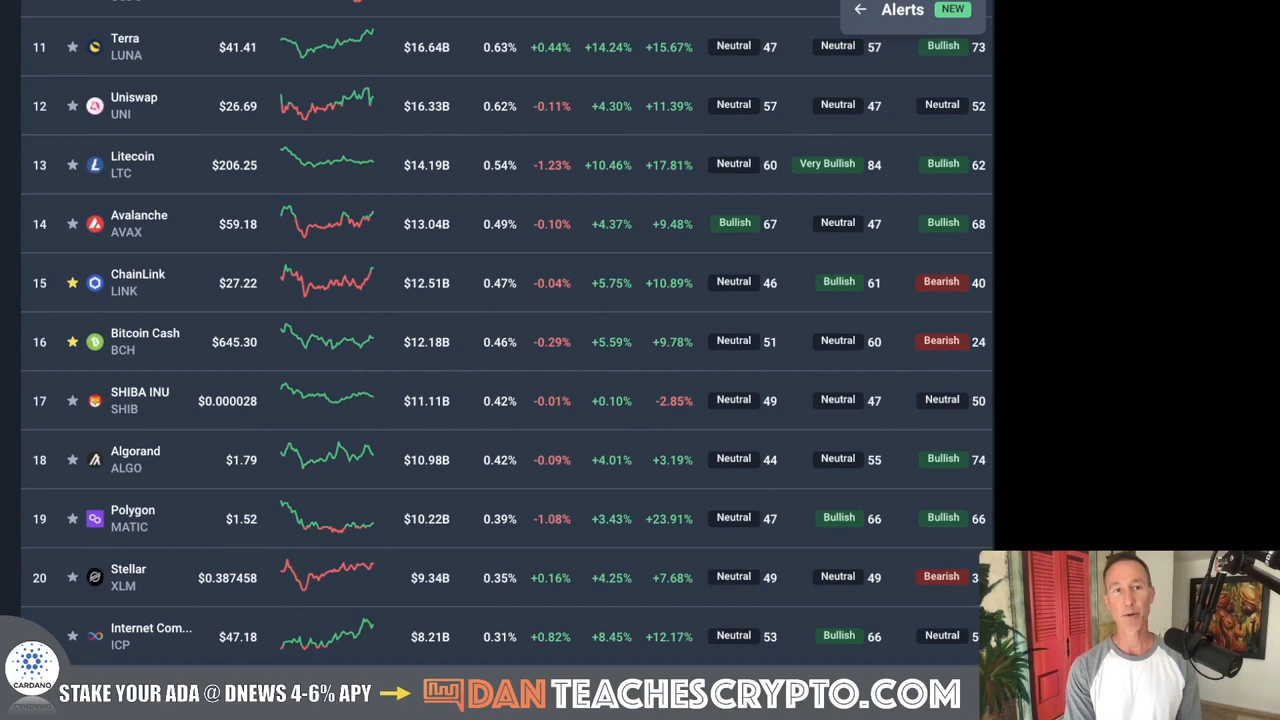 ← Alerts NEW
11 Terra $41.41 $16.64B 0.63% +0.44% +14.24% +15.67% Neutral 47 Neutral 57 Bullish 73
LUNA
12 Uniswap $26.69 $16.33B 0.62% -0.11% +4.30% +11.39% Neutral 57 Neutral 47 Neutral 52
UNI
13 Litecoin $206.25 $14.19B 0.54% -1.23% +10.46% +17.81% Neutral 60 Very Bullish 84 Bullish 62
LTC
14 Avalanche $59.18 $13.04B 0.49% -0.10% +4.37% +9.48% Bullish 67 Neutral 47 Bullish 68
AVAX
15 ChainLink $27.22 $12.51B 0.47% -0.04% +5.75% +10.89% Neutral 46 Bullish 61 Bearish 40
LINK
16 Bitcoin Cash $645.30 $12.18B 0.46% -0.29% +5.59% +9.78% Neutral 51 Neutral 60 Bearish 24
BCH
17 SHIBA INU $0.000028 $11.11B 0.42% -0.01% +0.10% -2.85% Neutral 49 Neutral 47 Neutral 50
SHIB
18 Algorand $1.79 $10.98B 0.42% -0.09% +4.01% +3.19% Neutral 44 Neutral 55 Bullish 74
ALGO
19 Polygon $1.52 $10.22B 0.39% -1.08% +3.43% +23.91% Neutral 47 Bullish 66 Bullish 66
MATIC
20 Stellar $0.387458 $9.34B 0.35% +0.16% +4.25% +7.68% Neutral 49 Neutral 49 Bearish 3
XLM
Internet Com... $47.18 $8.21B 0.31% +0.82% +8.45% +12.17% Neutral 53 Bullish 66 Neutral 5
ICP
CARDANO
STAKE YOUR ADA @ DNEWS 4-6% APY → DAN TEACHESCRYPTO.COM